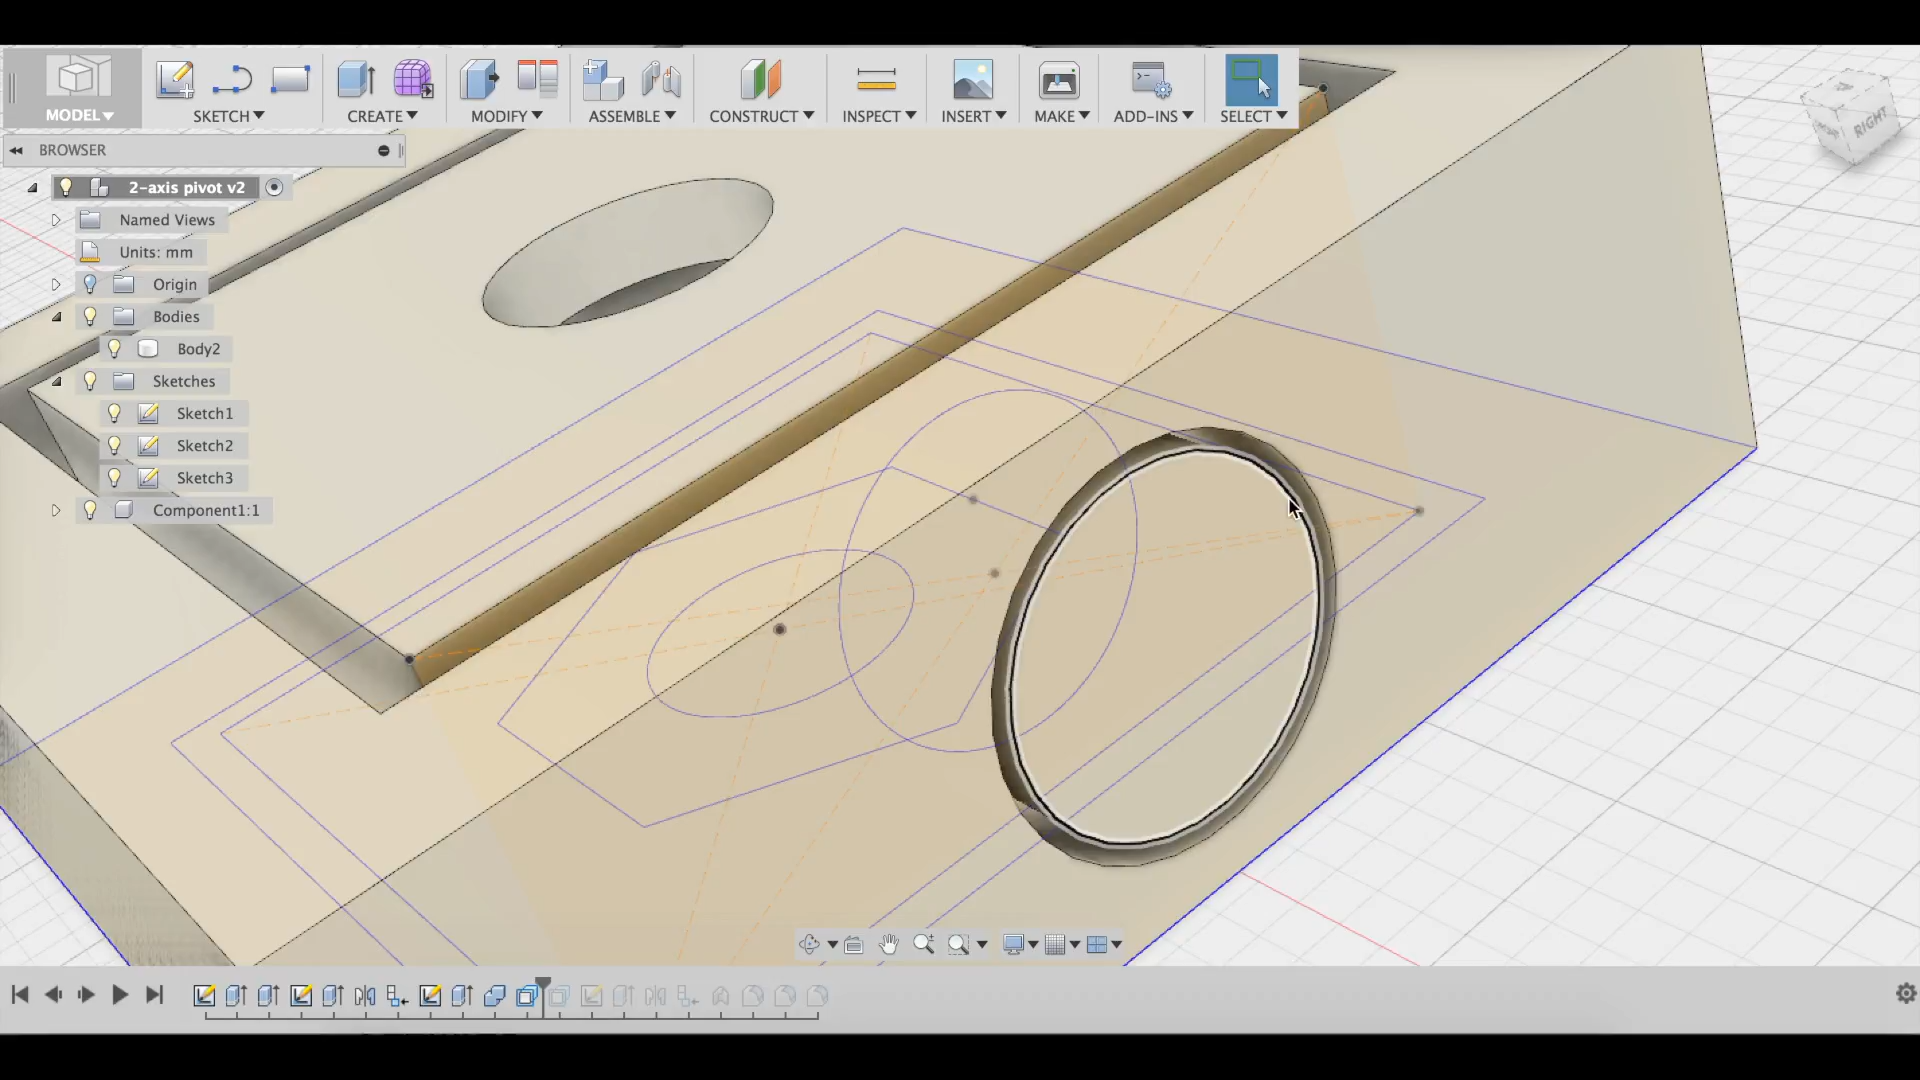 MODEL
SKETCH
CREATE
MODIFY
ASSEMBLE
CONSTRUCT
INSPECT
INSERT
MAKE
ADD-INS
SELECT
RIGHT
BROWSER
2-axis pivot v2
Named Views
Units: mm
Origin
Bodies
Body2
Sketches
Sketch1
Sketch2
Sketch3
Component1:1